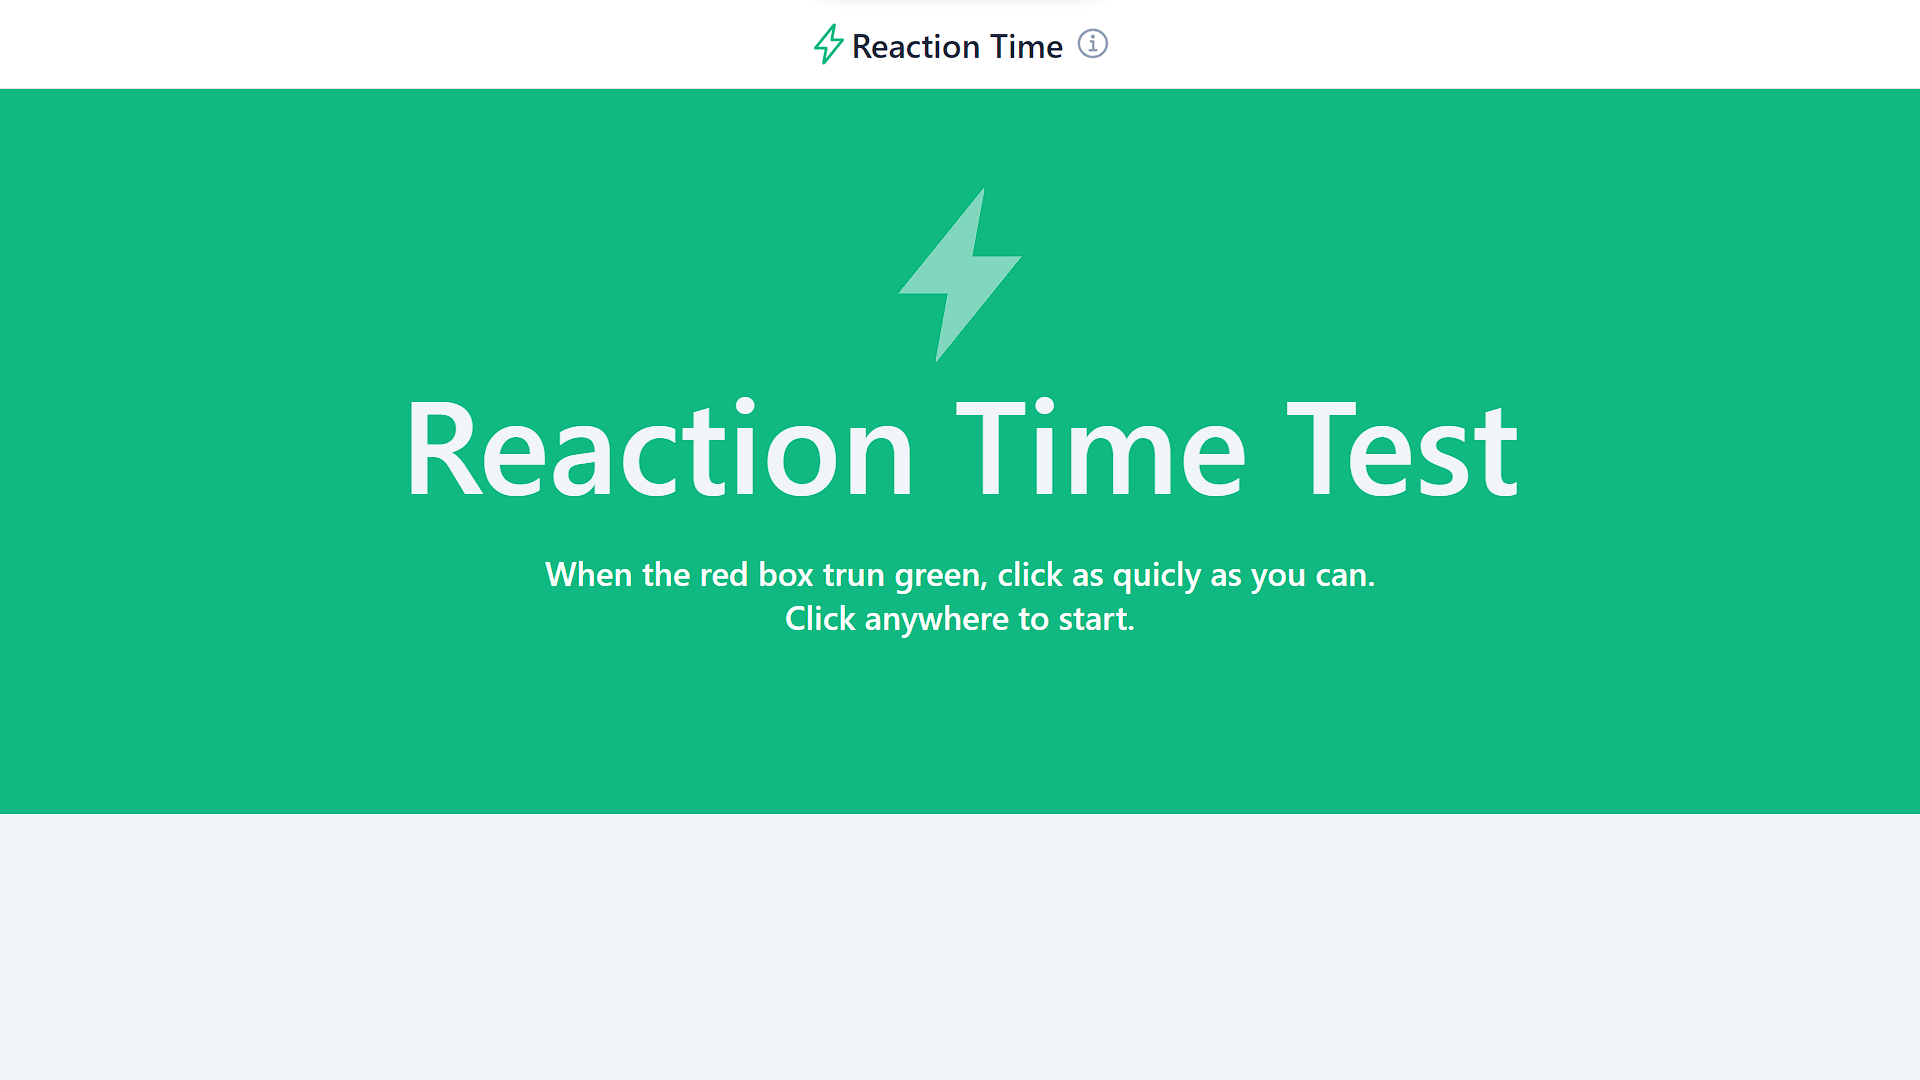 Reaction Time
Reaction Time Test
When the red box trun green, click as quicly as you can.
Click anywhere to start.